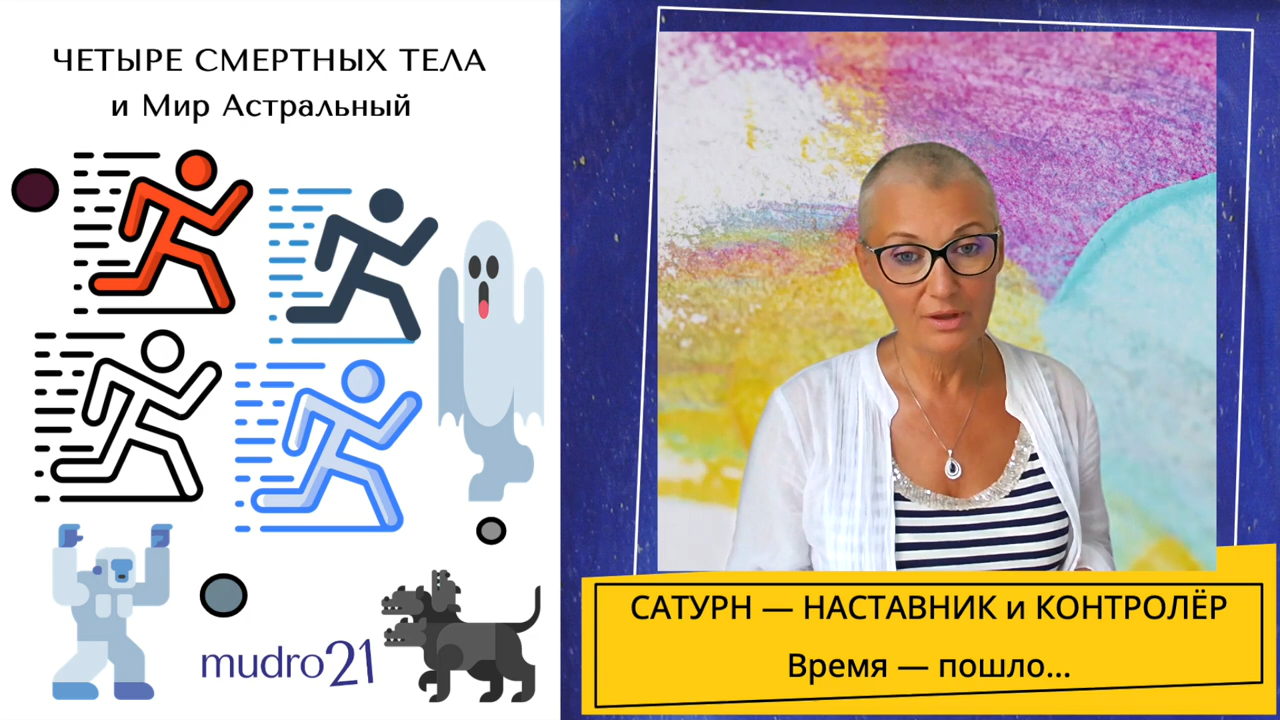 ЧЕТЫРЕ СМЕРТНЫХ ТЕЛА
и Мир Астральный
mudro21
САТУРН — НАСТАВНИК и КОНТРОЛЁР
Время — пошло...